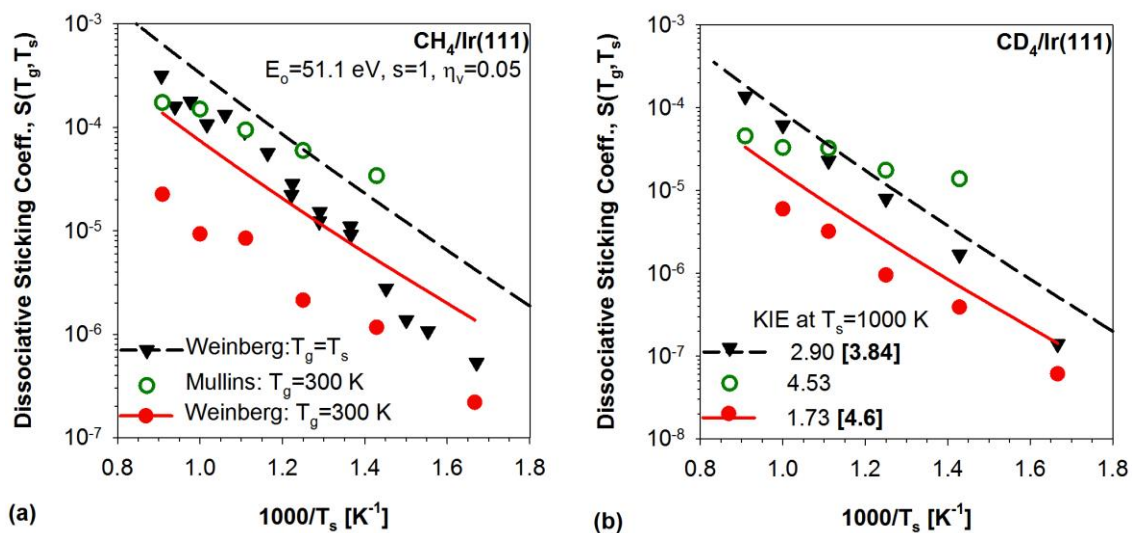 Dissociative Sticking Coeff., S(T_g,T_s)
10^-3
10^-4
10^-5
10^-6
10^-7
CH_4/Ir(111)
E_o=51.1 eV, s=1, η_v=0.05
Weinberg:T_g=T_s
Mullins: T_g=300 K
Weinberg: T_g=300 K
0.8 1.0 1.2 1.4 1.6 1.8
(a)
1000/T_s [K^-1]
Dissociative Sticking Coeff., S(T_g,T_s)
10^-3
10^-4
10^-5
10^-6
10^-7
10^-8
CD_4/Ir(111)
KIE at T_s=1000 K
2.90 [3.84]
4.53
1.73 [4.6]
0.8 1.0 1.2 1.4 1.6 1.8
(b)
1000/T_s [K^-1]